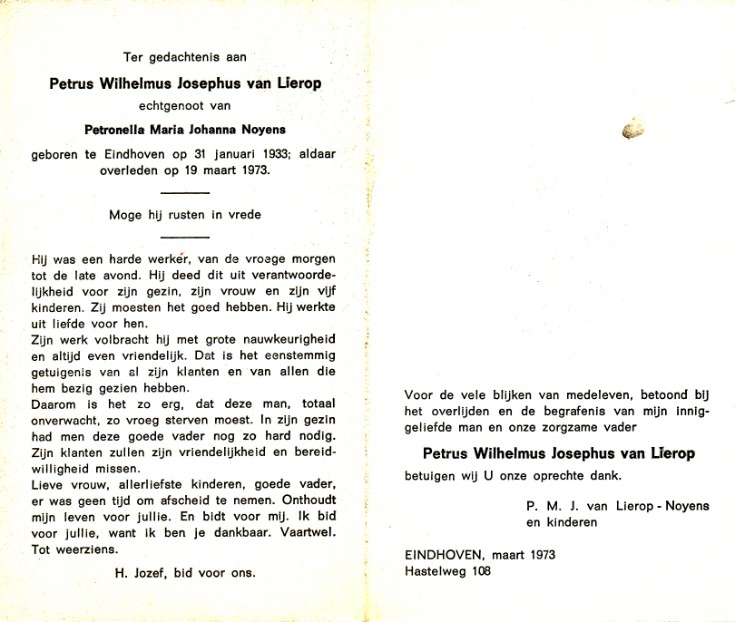 Ter gedachtenis aan
Petrus Wilhelmus Josephus van Lierop
echtgenoot van
Petronella Maria Johanna Noyens
geboren te Eindhoven op 31 januari 1933; aldaar
overleden op 19 maart 1973.
Moge hij rusten in vrede
Hij was een harde werker, van de vroege morgen
tot de late avond. Hij deed dit uit verantwoorde-
lijkheid voor zijn gezin, zijn vrouw en zijn vijf
kinderen. Zij moesten het goed hebben. Hij werkte
uit liefde voor hen.
Zijn werk volbracht hij met grote nauwkeurigheid
en altijd even vriendelijk. Dat is het eenstemmig
getuigenis van al zijn klanten en van allen die
hem bezig gezien hebben.
Daarom is het zo erg, dat deze man, totaal
onverwacht, zo vroeg sterven moest. In zijn gezin
had men deze goede vader nog zo hard nodig.
Zijn klanten zullen zijn vriendelijkheid en bereid-
willigheid missen.
Lieve vrouw, allerliefste kinderen, goede vader,
er was geen tijd om afscheid te nemen. Onthoudt
mijn leven voor jullie. En bidt voor mij. Ik bid
voor jullie, want ik ben je dankbaar. Vaartwel.
Tot weerziens.
H. Jozef, bid voor ons.
Voor de vele blijken van medeleven, betoond bij
het overlijden en de begrafenis van mijn innig-
geliefde man en onze zorgzame vader
Petrus Wilhelmus Josephus van Lierop
betuigen wij U onze oprechte dank.
P. M. J. van Lierop - Noyens
en kinderen
EINDHOVEN, maart 1973
Hastelweg 108